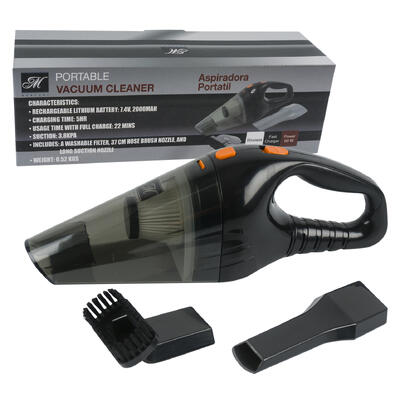 M
PORTABLE
VACUUM CLEANER
CHARACTERISTICS:
• RECHARGEABLE LITHIUM BATTERY: 7.4V, 2000MAH
• CHARGING TIME: 5HR
• USAGE TIME WITH FULL CHARGE: 22 MINS
• SUCTION: 3.8KPA
• INCLUDES: A WASHABLE FILTER, 37 CM HOSE BRUSH NOZZLE, AND
LONG SUCTION NOZZLE
• WEIGHT: 0.52 KGS
Aspiradora
Portatil
Wireless
Fast
Charger
Power
60 W